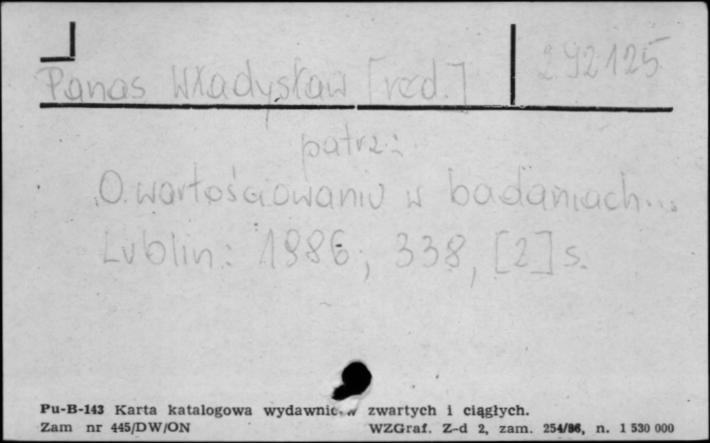 Panas Władysław [red.] 292125
patrz:
O wartościowaniu w badaniach...
Lublin: 1986, 338, [2] s.
Pu-B-143 Karta katalogowa wydawnictw zwartych i ciągłych.
Zam nr 445/DW/ON WZGraf. Z-d 2, zam. 254/86, n. 1 530 000